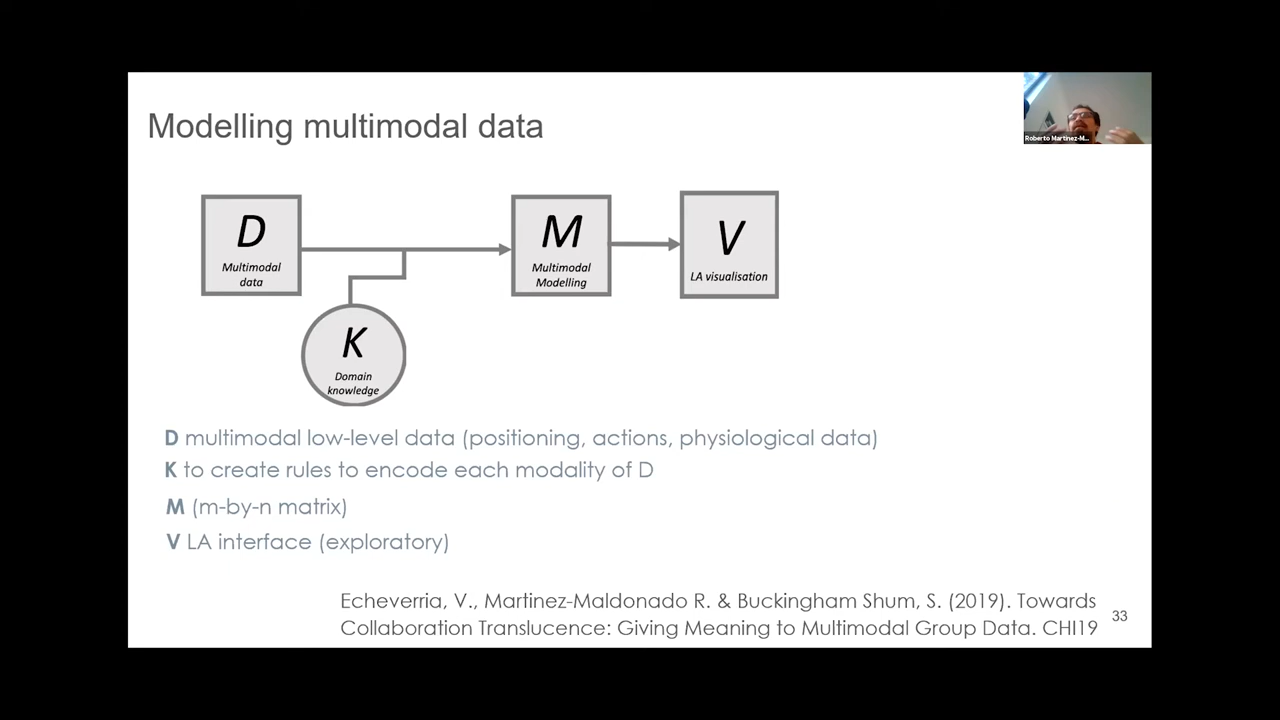 Modelling multimodal data
Roberto Martinez-M...
D
Multimodal
data
M
Multimodal
Modelling
V
LA visualisation
K
Domain
knowledge
D multimodal low-level data (positioning, actions, physiological data)
K to create rules to encode each modality of D
M (m-by-n matrix)
V LA interface (exploratory)
Echeverria, V., Martinez-Maldonado R. & Buckingham Shum, S. (2019). Towards
Collaboration Translucence: Giving Meaning to Multimodal Group Data. CHI19
33